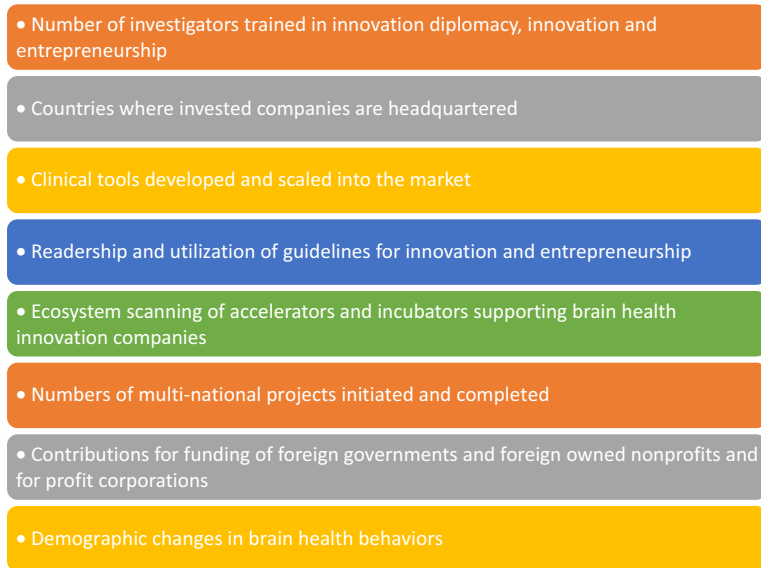 • Number of investigators trained in innovation diplomacy, innovation and
entrepreneurship
• Countries where invested companies are headquartered
• Clinical tools developed and scaled into the market
• Readership and utilization of guidelines for innovation and entrepreneurship
• Ecosystem scanning of accelerators and incubators supporting brain health
innovation companies
• Numbers of multi-national projects initiated and completed
• Contributions for funding of foreign governments and foreign owned nonprofits and
for profit corporations
• Demographic changes in brain health behaviors